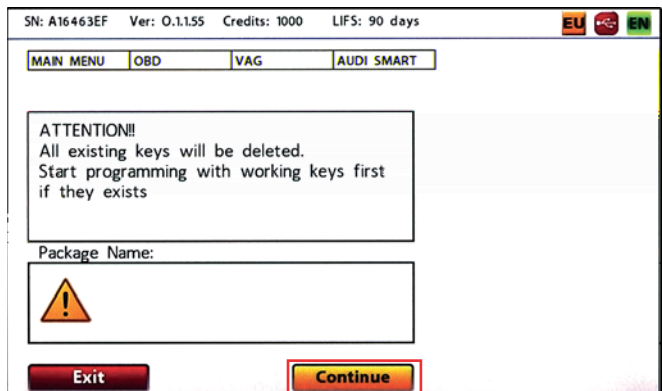 SN: A16463EF Ver: 0.1.1.55 Credits: 1000 LIFS: 90 days EU EN
MAIN MENU OBD VAG AUDI SMART
ATTENTION!!
All existing keys will be deleted.
Start programming with working keys first
if they exists
Package Name:
Exit Continue